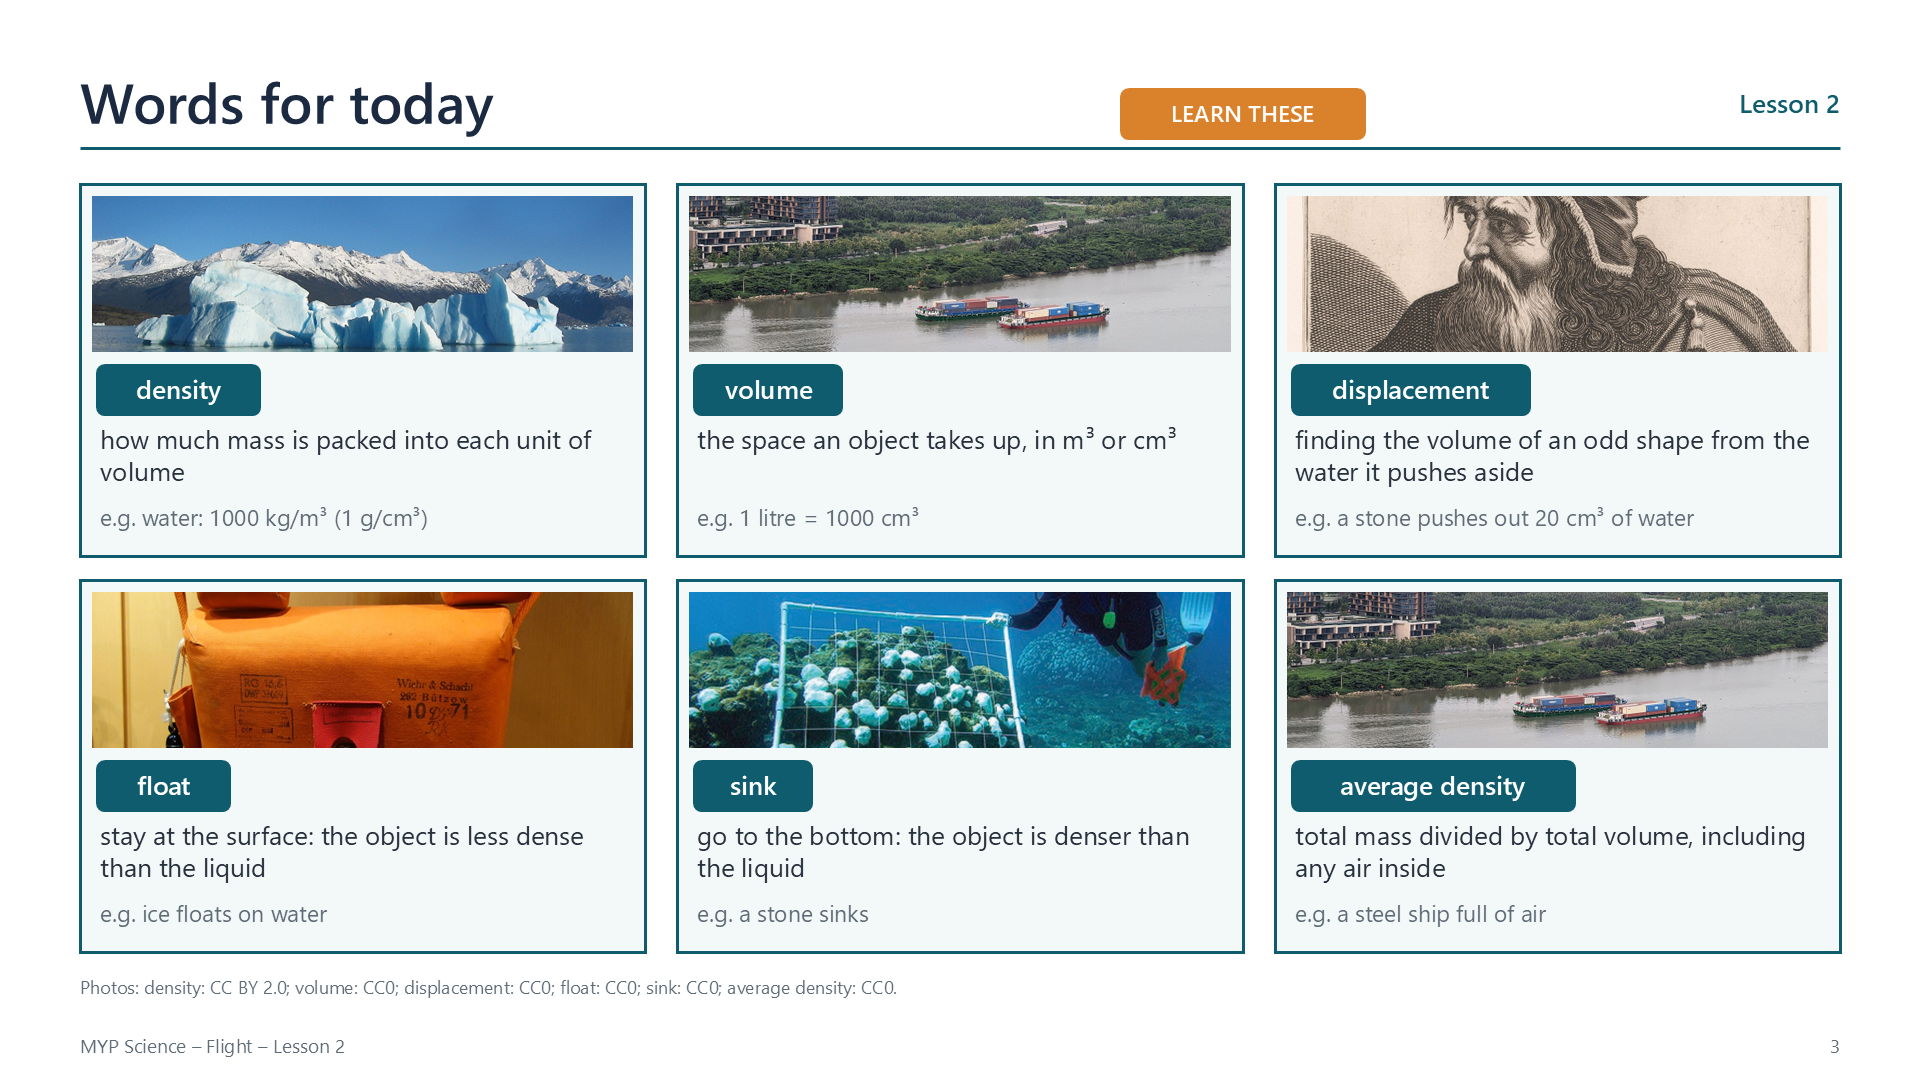 Words for today
LEARN THESE
Lesson 2
density
how much mass is packed into each unit of
volume
e.g. water: 1000 kg/m³ (1 g/cm³)
volume
the space an object takes up, in m³ or cm³
e.g. 1 litre = 1000 cm³
displacement
finding the volume of an odd shape from the
water it pushes aside
e.g. a stone pushes out 20 cm³ of water
Wiehr & Schacht
10 71
float
stay at the surface: the object is less dense
than the liquid
e.g. ice floats on water
sink
go to the bottom: the object is denser than
the liquid
e.g. a stone sinks
average density
total mass divided by total volume, including
any air inside
e.g. a steel ship full of air
Photos: density: CC BY 2.0; volume: CC0; displacement: CC0; float: CC0; sink: CC0; average density: CC0.
MYP Science – Flight – Lesson 2
3